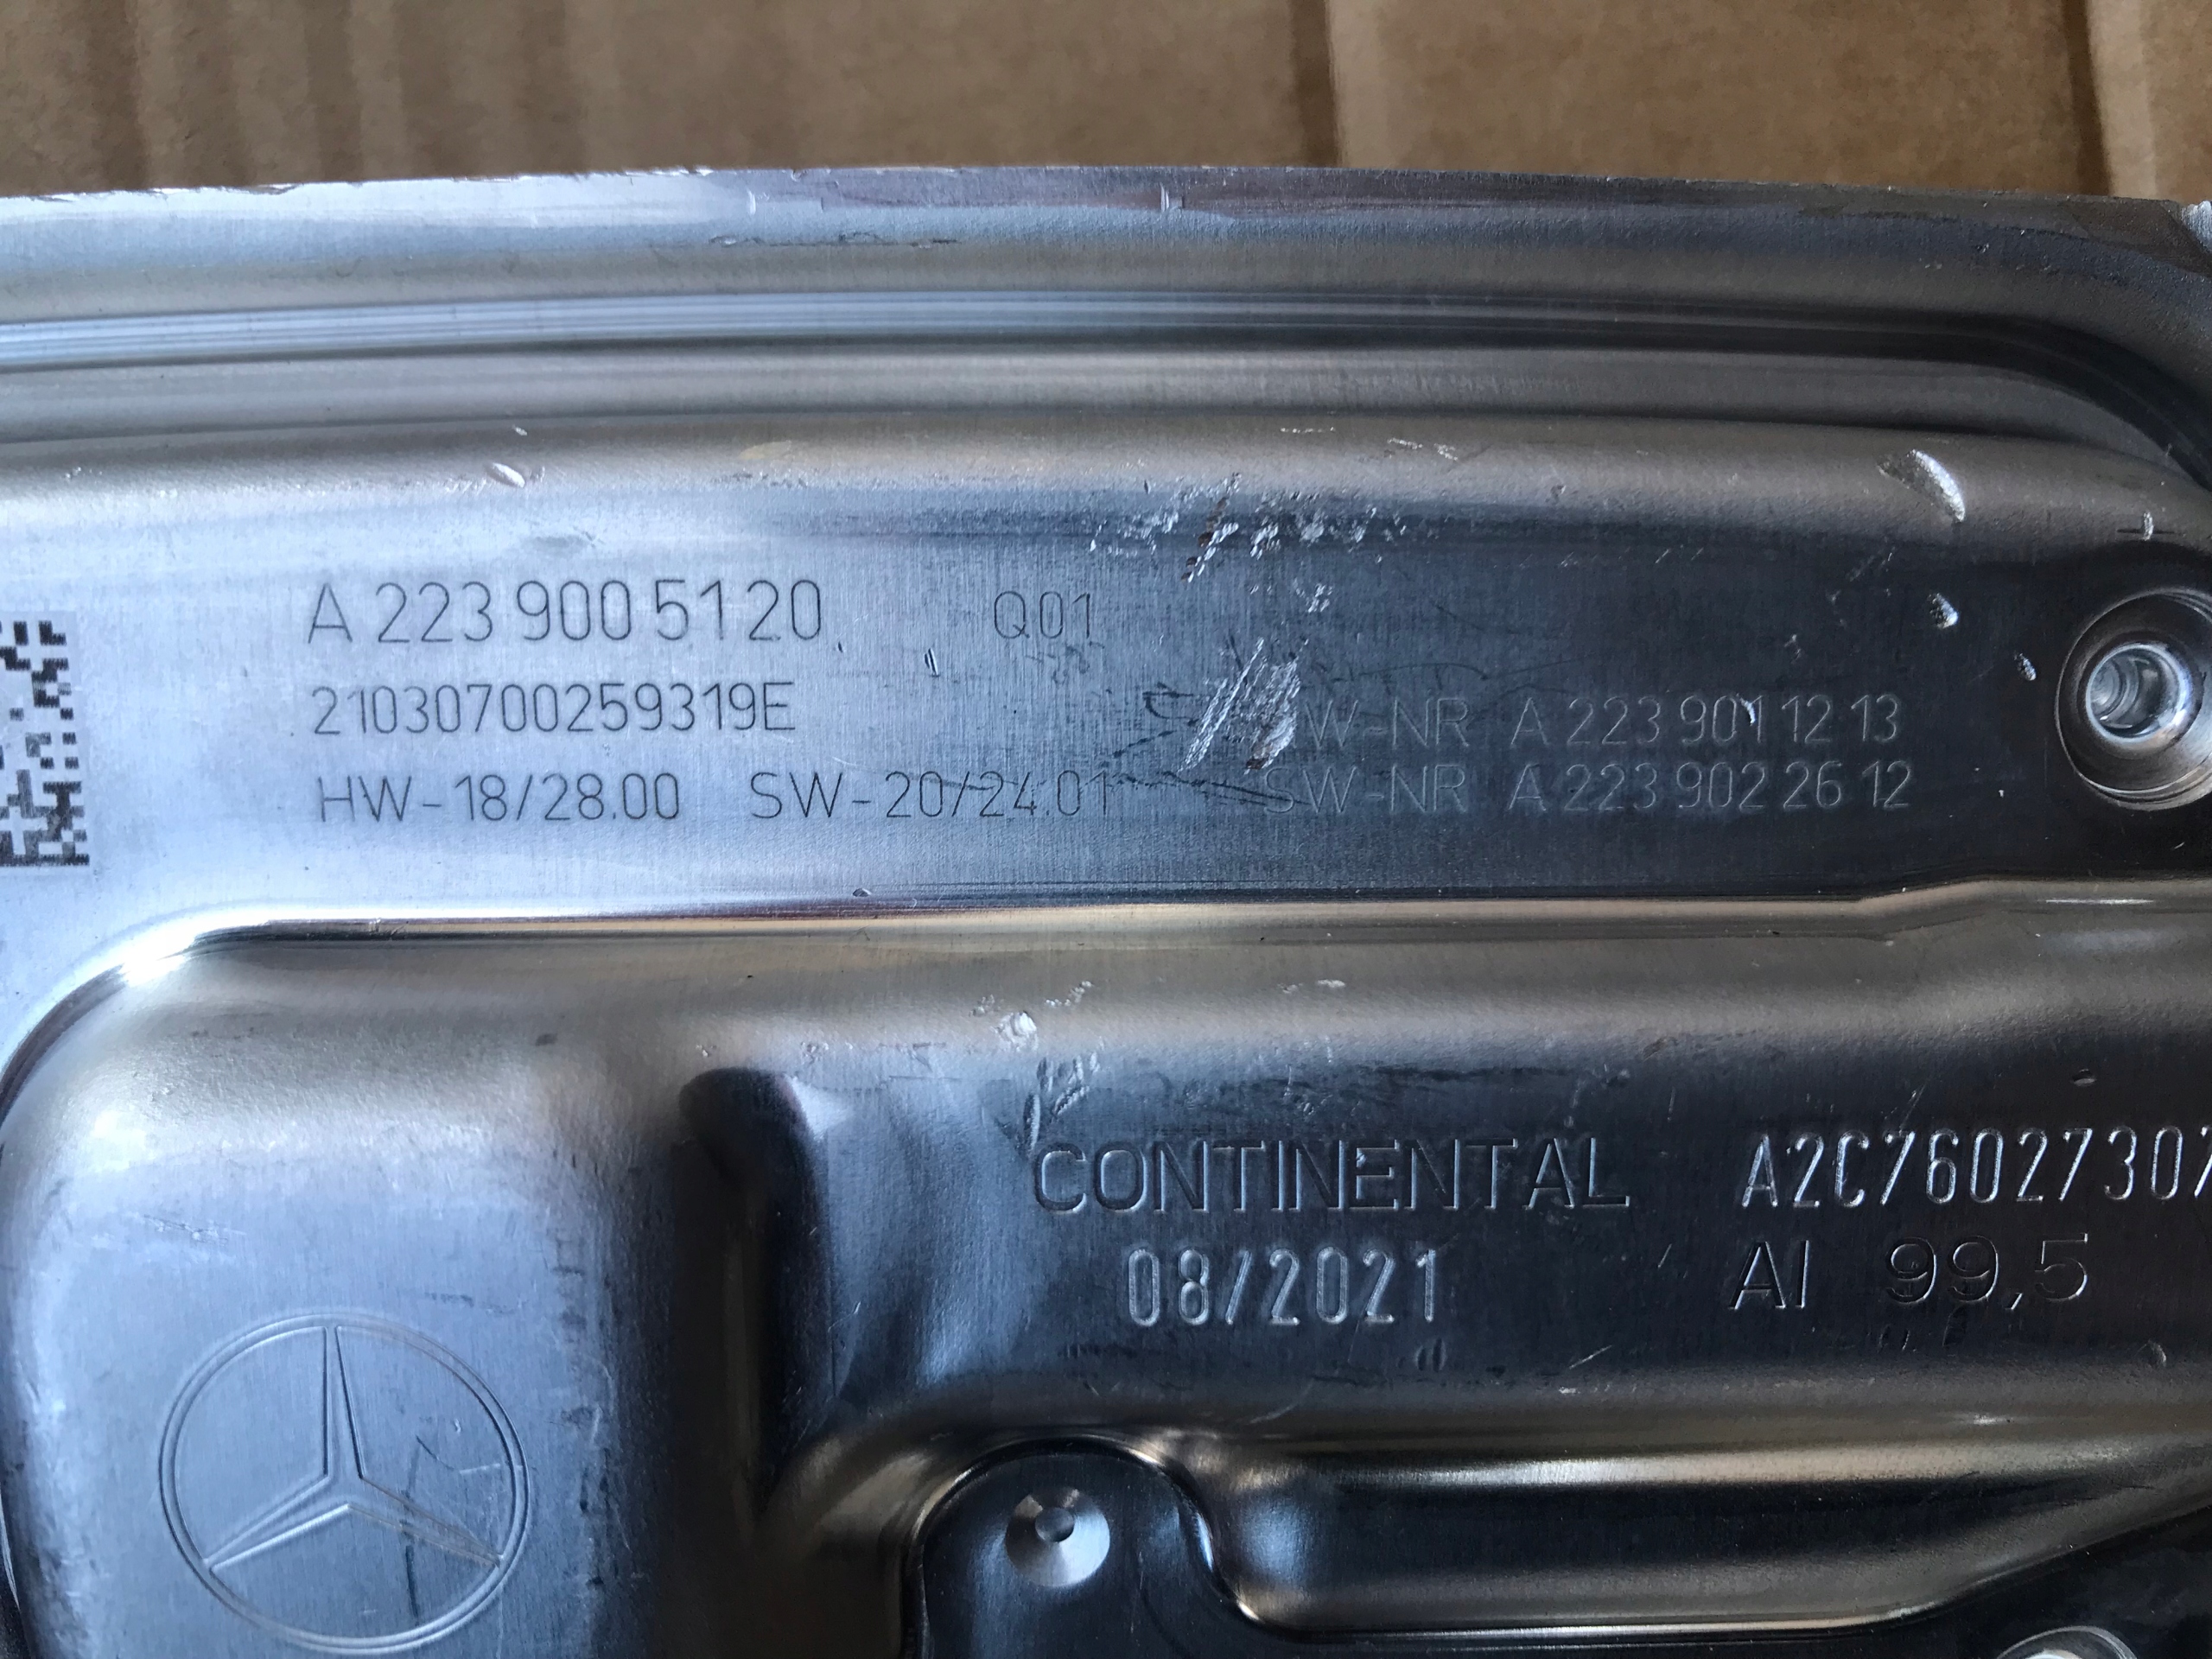 A 223 900 51 20 Q01
21030700259319E
HW-18/28.00 SW-20/24.01
W-NR A 223 901 12 13
SW-NR A 223 902 26 12
CONTINENTAL A2C7602730
08/2021 Al 99,5